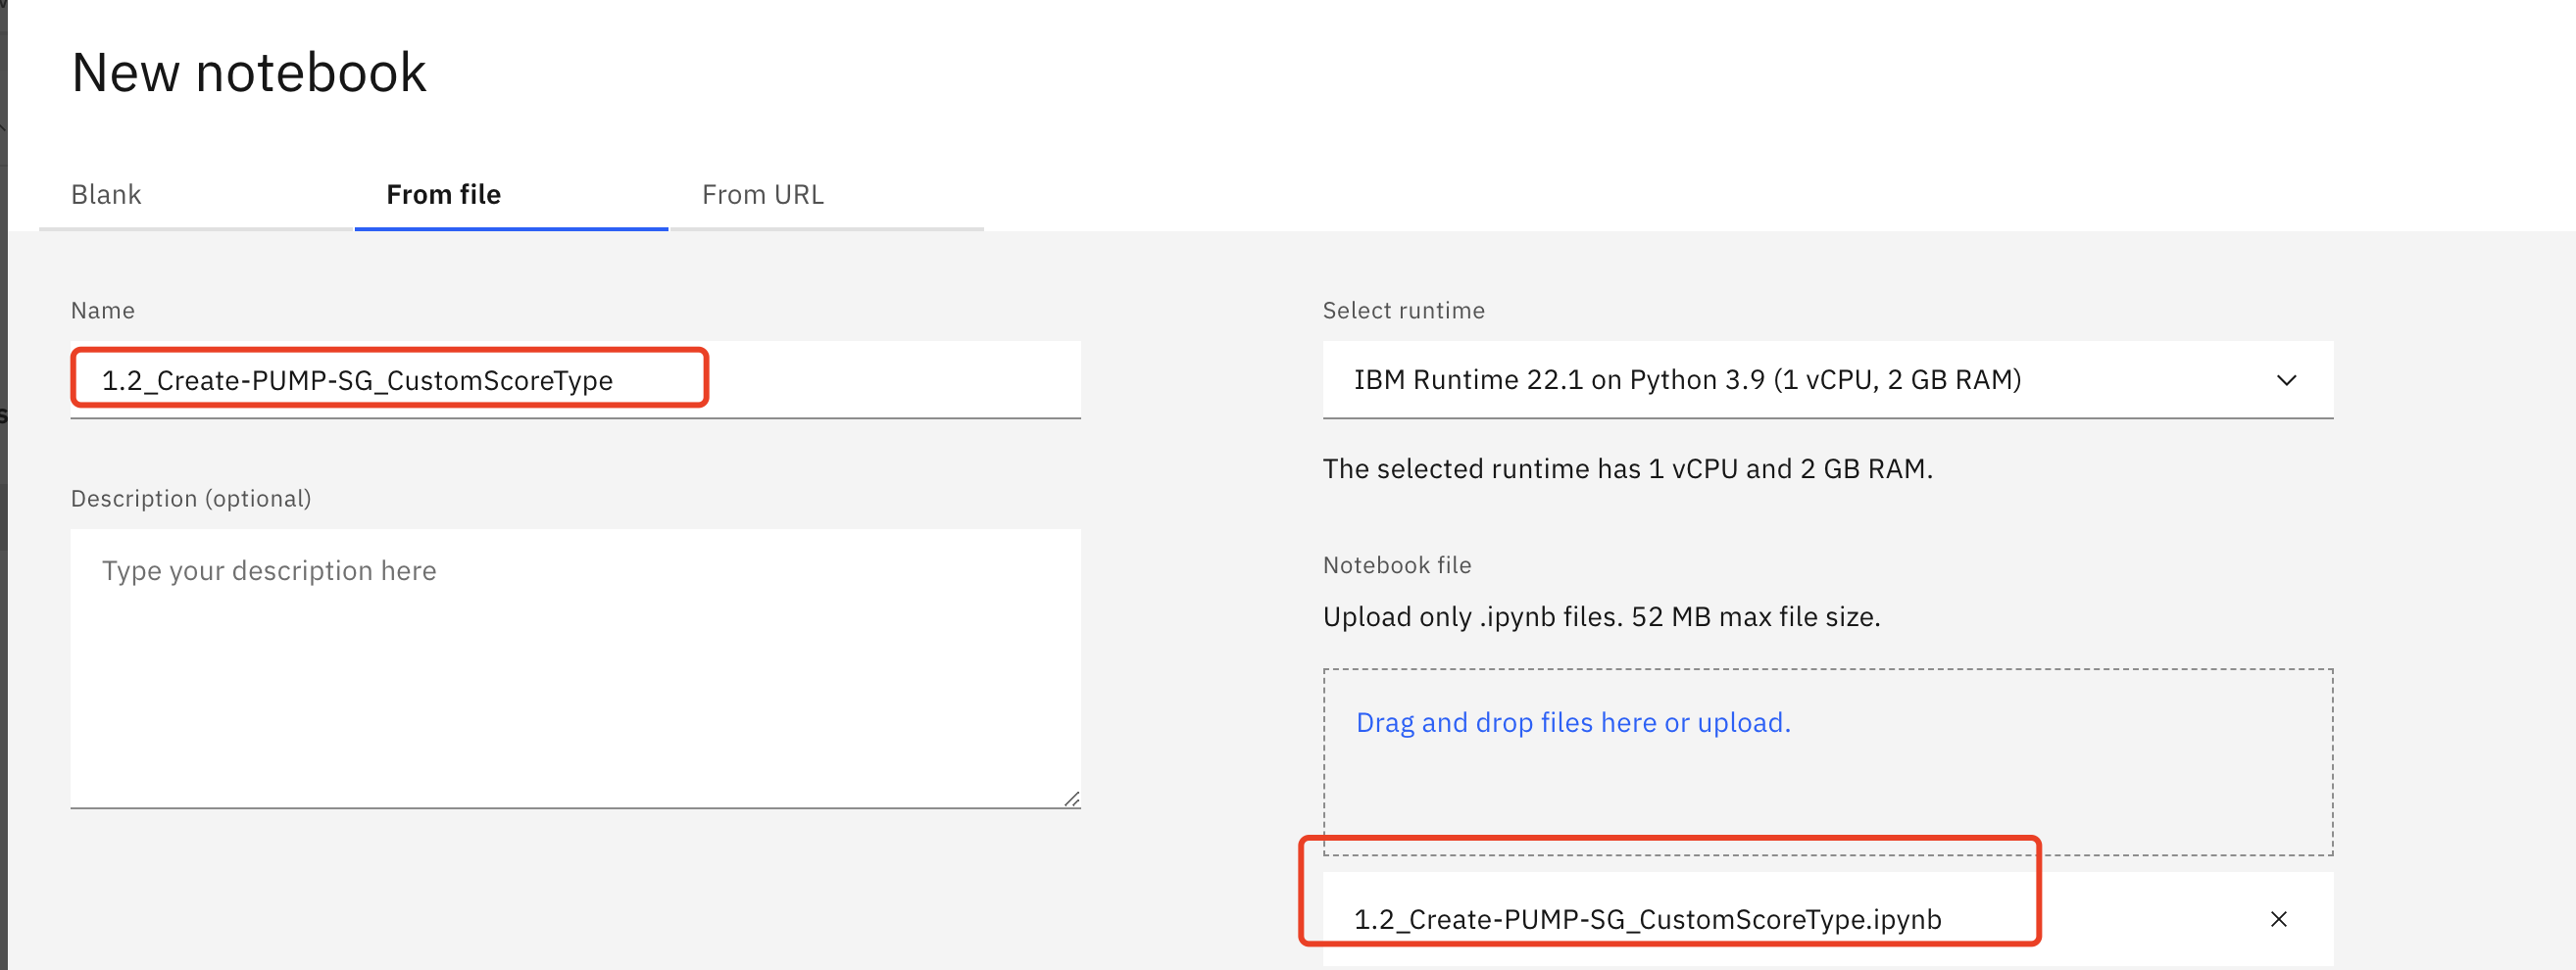 New notebook
Blank
From file
From URL
Name
1.2_Create-PUMP-SG_CustomScoreType
Description (optional)
Type your description here
Select runtime
IBM Runtime 22.1 on Python 3.9 (1 vCPU, 2 GB RAM)
The selected runtime has 1 vCPU and 2 GB RAM.
Notebook file
Upload only .ipynb files. 52 MB max file size.
Drag and drop files here or upload.
1.2_Create-PUMP-SG_CustomScoreType.ipynb